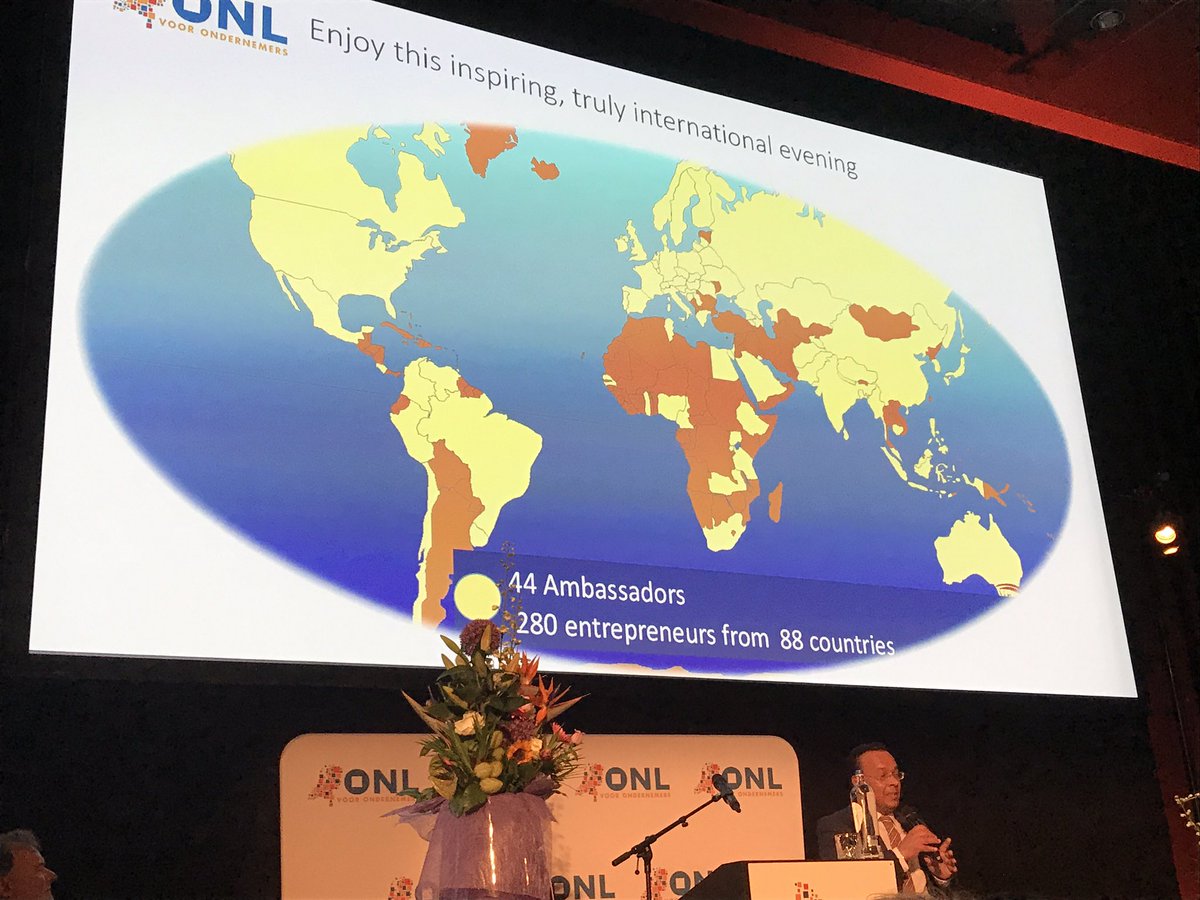 ONL
VOOR ONDERNEMERS
Enjoy this inspiring, truly international evening
44 Ambassadors
280 entrepreneurs from 88 countries
ONL
VOOR ONDERNEMERS
ONL
VOOR ONDERNEMERS
ONL
VOOR ONDERNEMERS
ONL